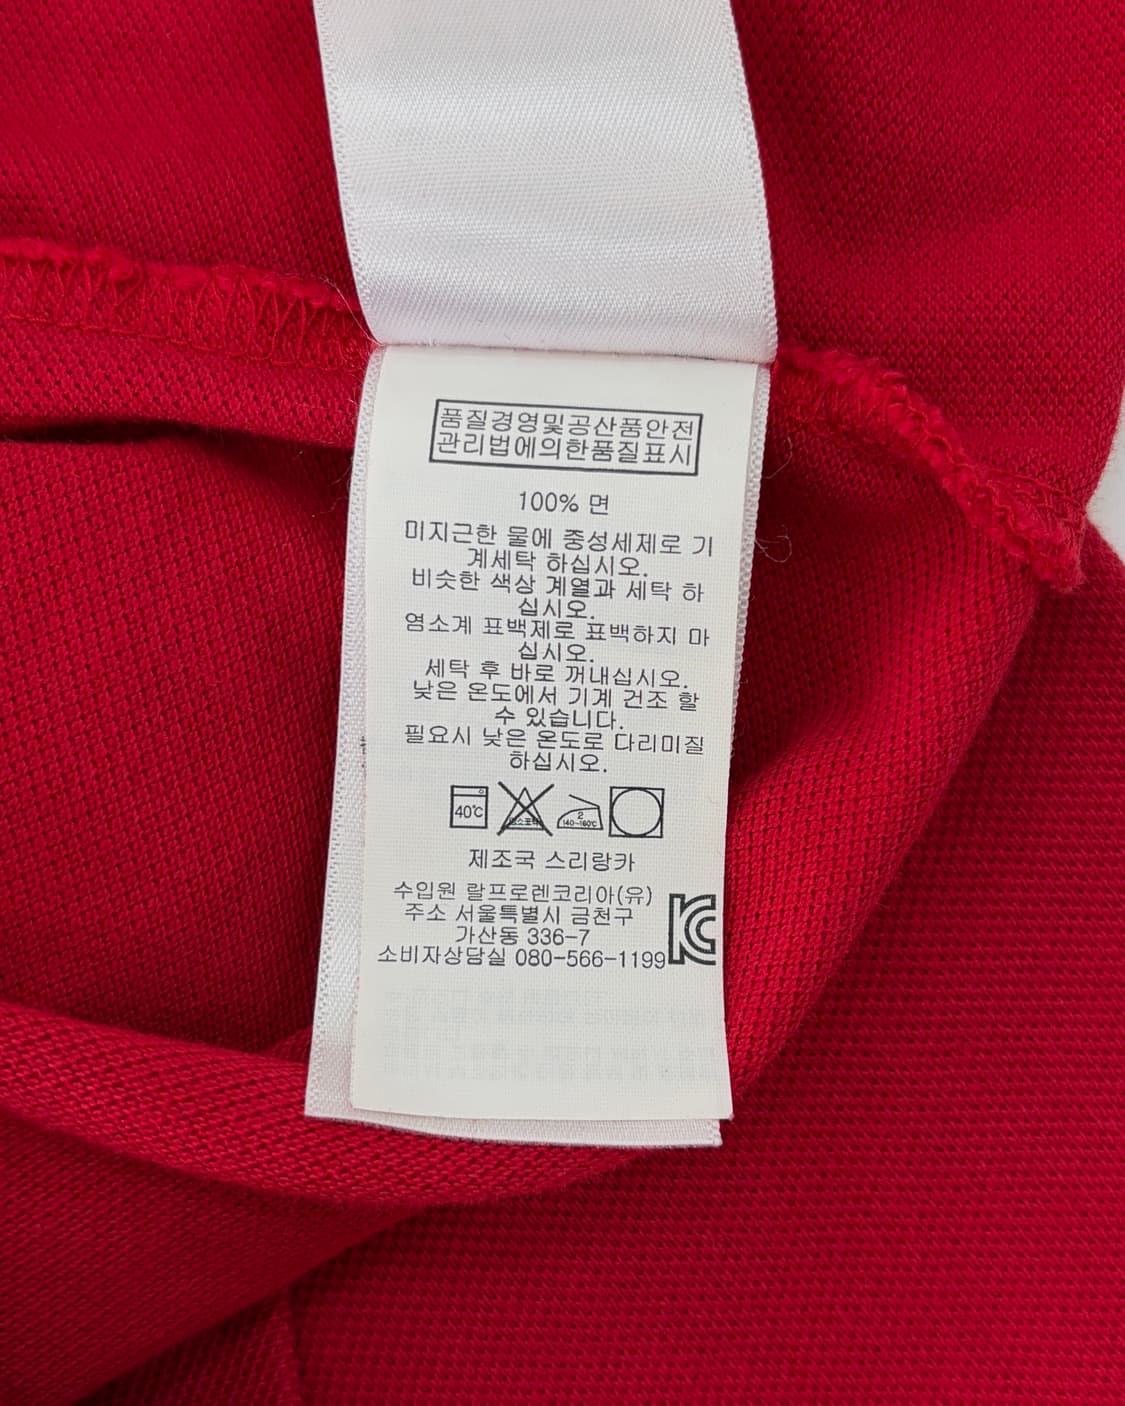 품질경영및공산품안전
관리법에의한품질표시
100% 면
미지근한 물에 중성세제로 기
계세탁 하십시오.
비슷한 색상 계열과 세탁 하
십시오.
염소계 표백제로 표백하지 마
십시오.
세탁 후 바로 꺼내십시오.
낮은 온도에서 기계 건조 할
수 있습니다.
필요시 낮은 온도로 다리미질
하십시오.
40℃
2
140~160℃
제조국 스리랑카
수입원 랄프로렌코리아(유)
주소 서울특별시 금천구
가산동 336-7
소비자상담실 080-566-1199
KC